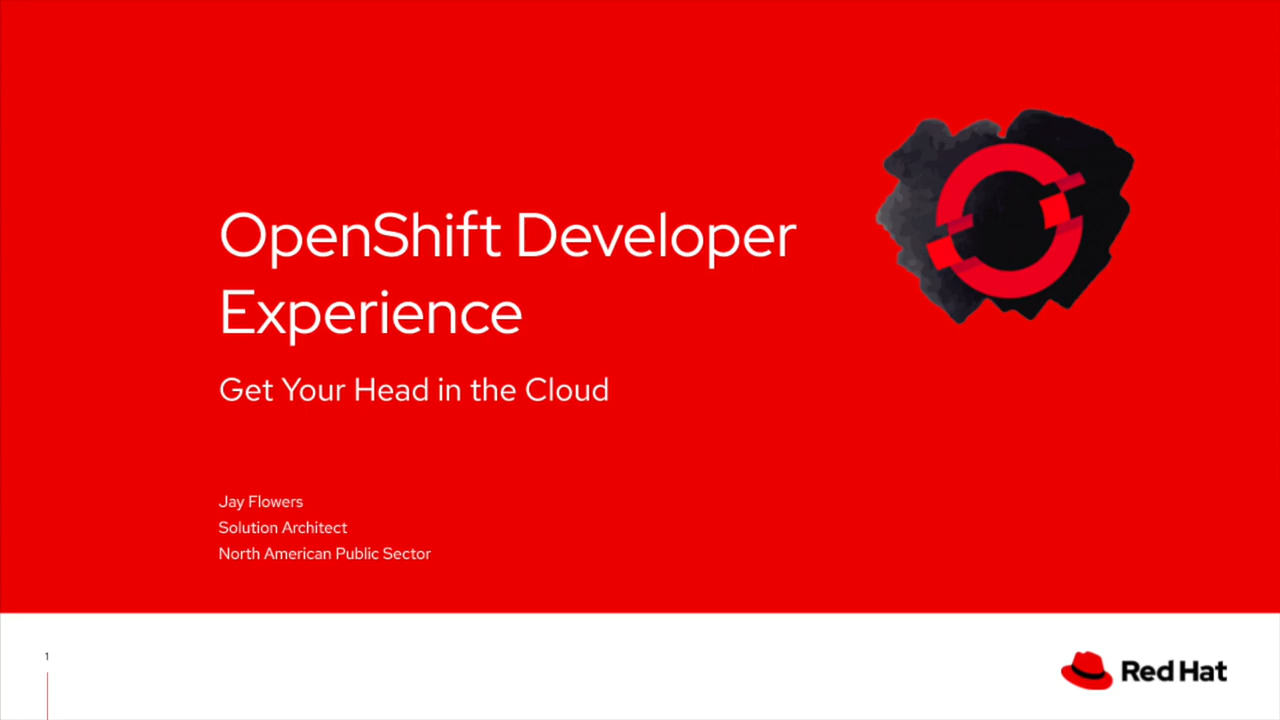 OpenShift Developer
Experience
Get Your Head in the Cloud
Jay Flowers
Solution Architect
North American Public Sector
1
Red Hat